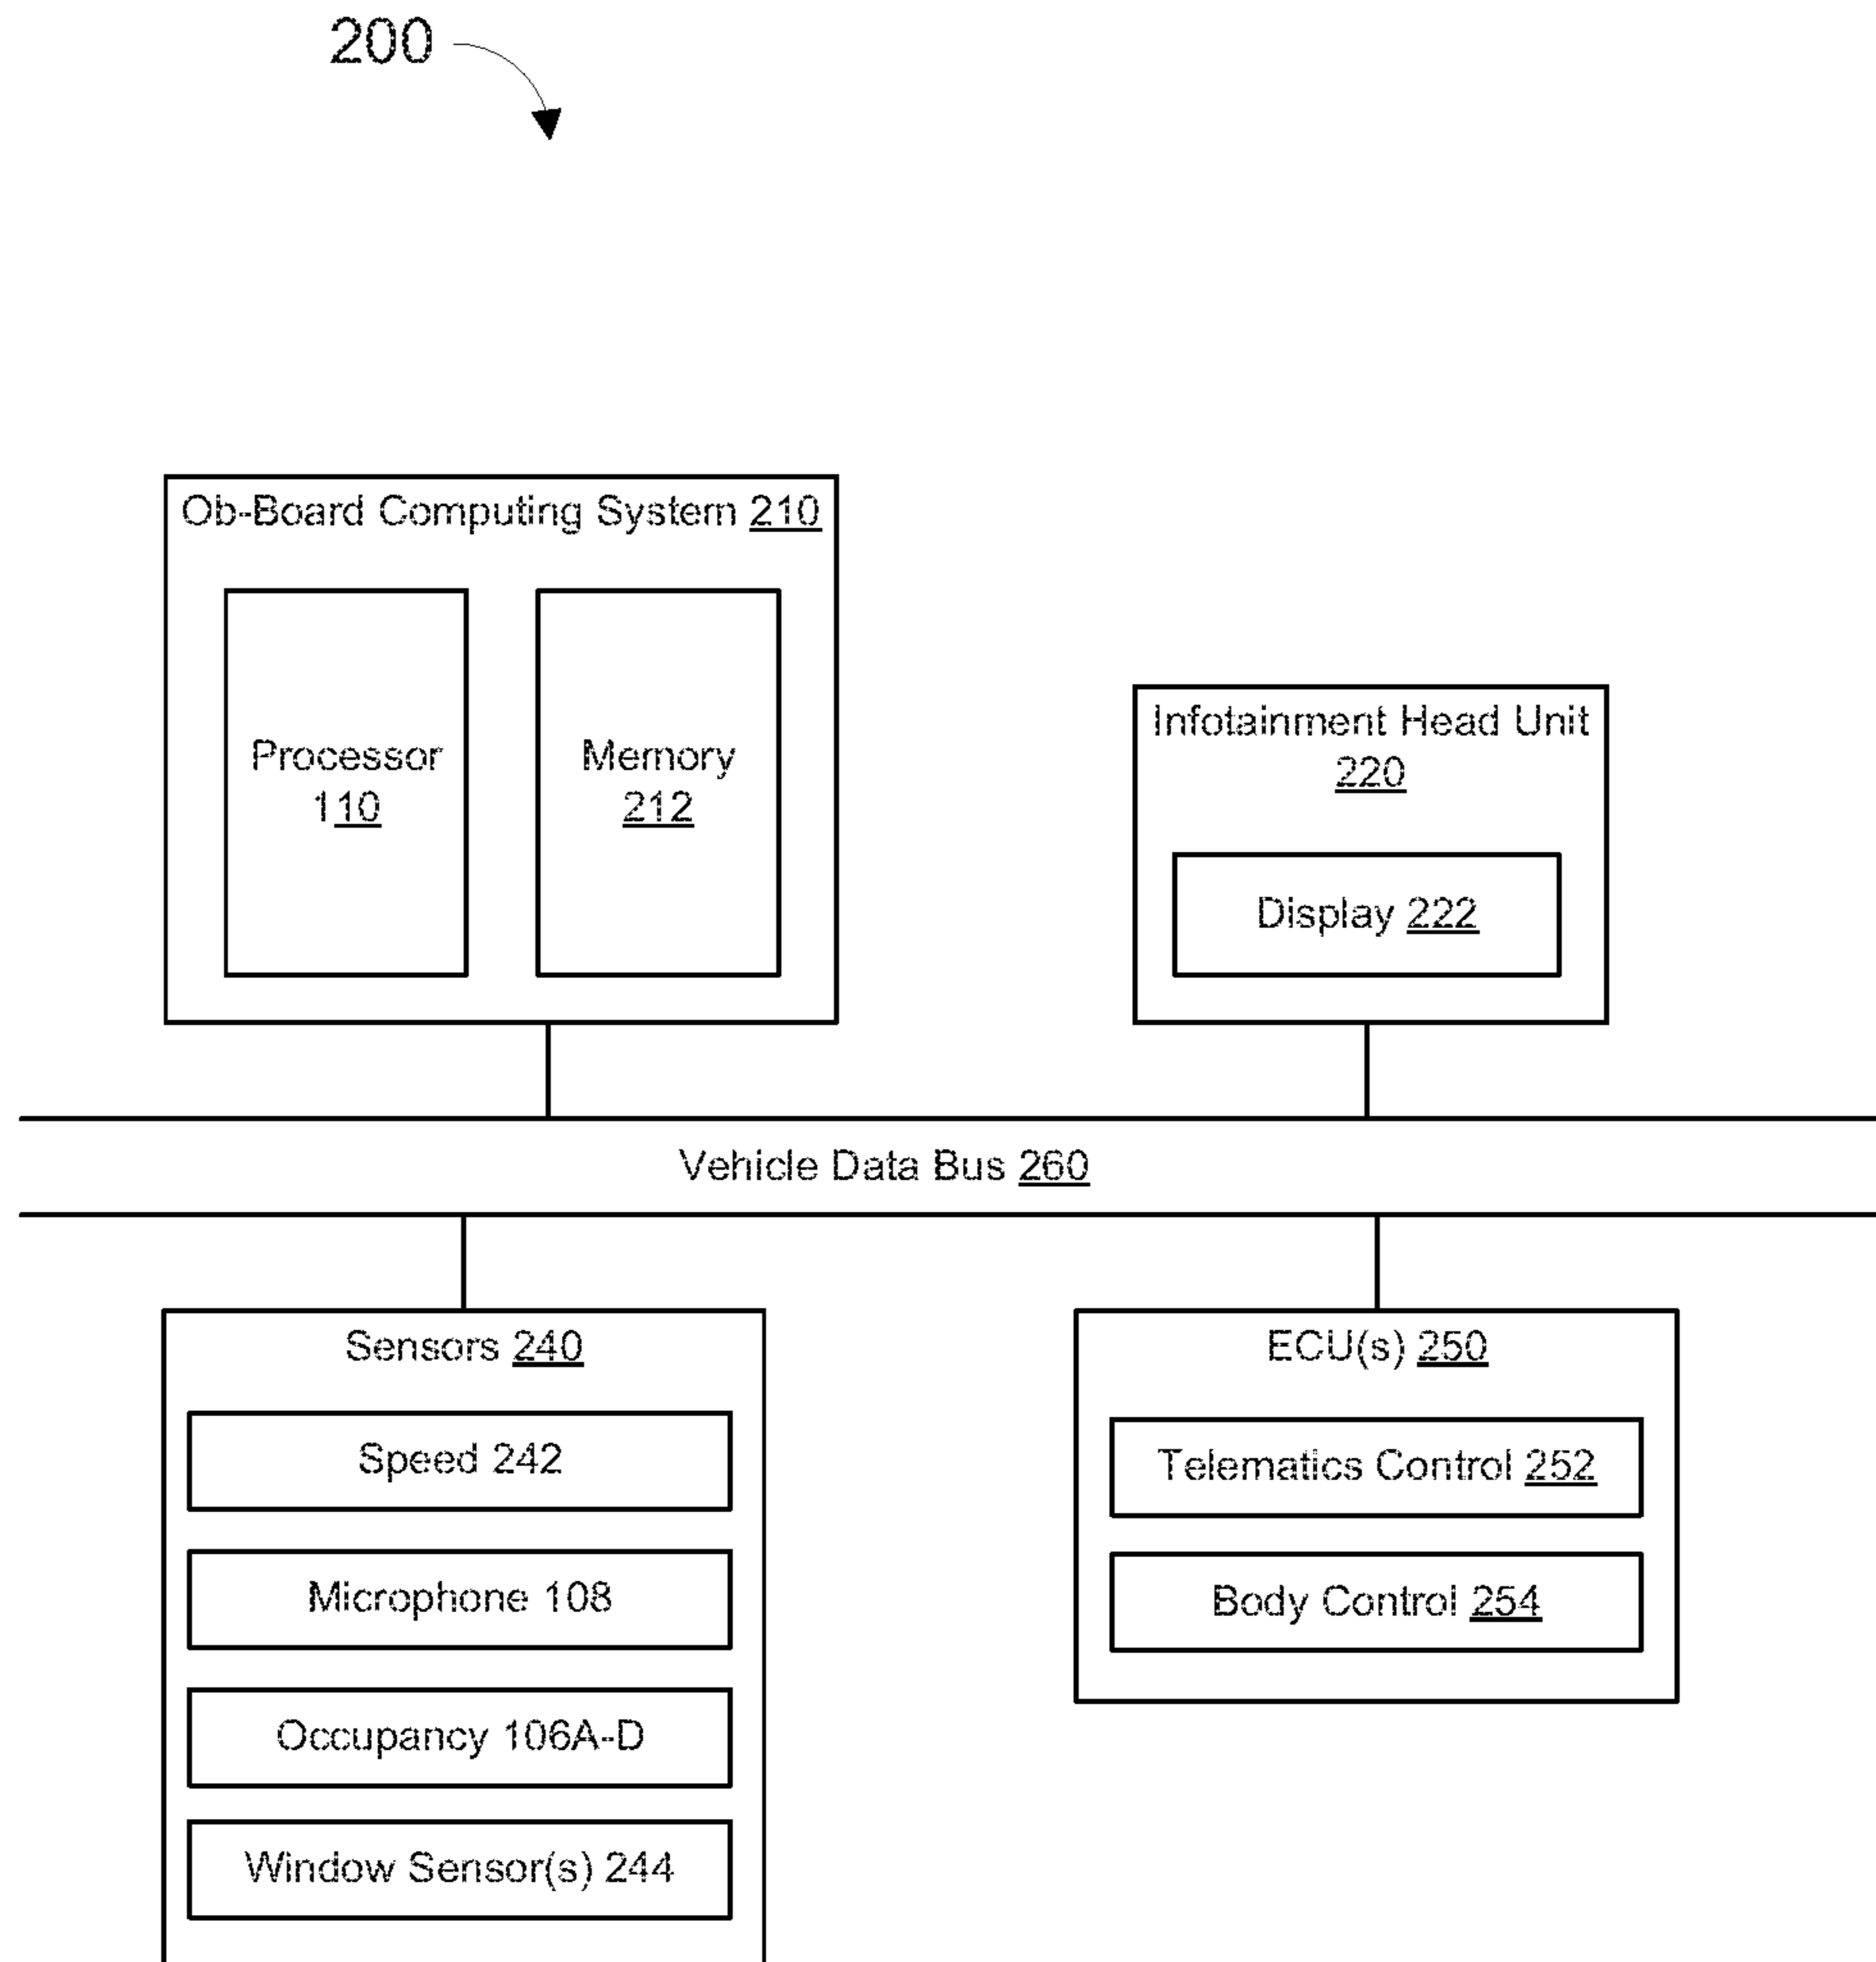 200
Ob-Board Computing System 210
Processor
110
Memory
212
Infotainment Head Unit
220
Display 222
Vehicle Data Bus 260
Sensors 240
Speed 242
Microphone 108
Occupancy 106A-D
Window Sensor(s) 244
ECU(s) 250
Telematics Control 252
Body Control 254